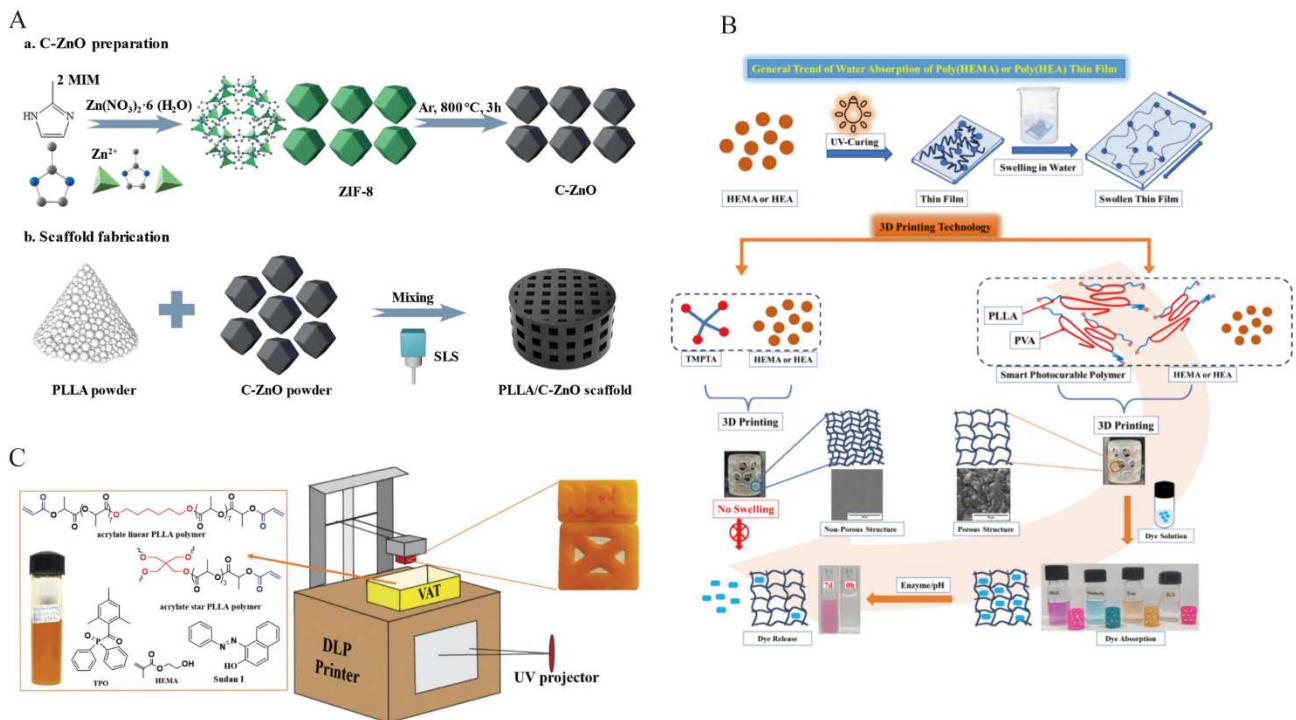 A
a. C-ZnO preparation
2 MIM
HN
N
Zn(NO₃)₂·6 (H₂O)
Zn²⁺
Ar, 800 °C, 3h
ZIF-8
C-ZnO
b. Scaffold fabrication
Mixing
SLS
PLLA powder
C-ZnO powder
PLLA/C-ZnO scaffold
B
General Trend of Water Absorption of Poly(HEMA) or Poly(HEA) Thin Film
UV-Curing
Swelling in Water
HEMA or HEA
Thin Film
Swollen Thin Film
3D Printing Technology
TMPTA
HEMA or HEA
PLLA
PVA
Smart Photocurable Polymer
HEMA or HEA
3D Printing
3D Printing
No Swelling
Non-Porous Structure
Porous Structure
Dye Solution
7d
0h
Enzyme/pH
Dye Release
Dye Absorption
C
acrylate linear PLLA polymer
acrylate star PLLA polymer
TPO
HEMA
Sudan I
VAT
DLP
Printer
UV projector
NCU